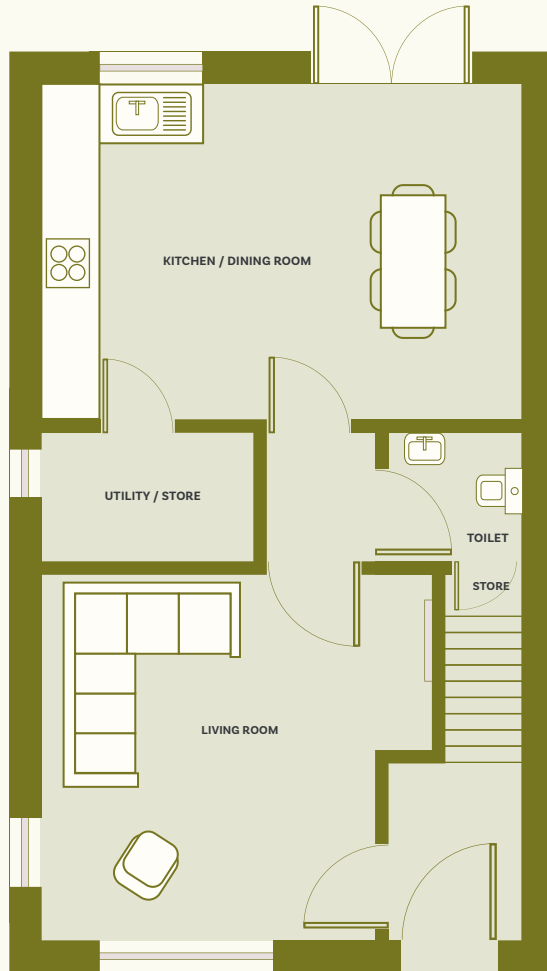 KITCHEN / DINING ROOM
UTILITY / STORE
TOILET
STORE
LIVING ROOM